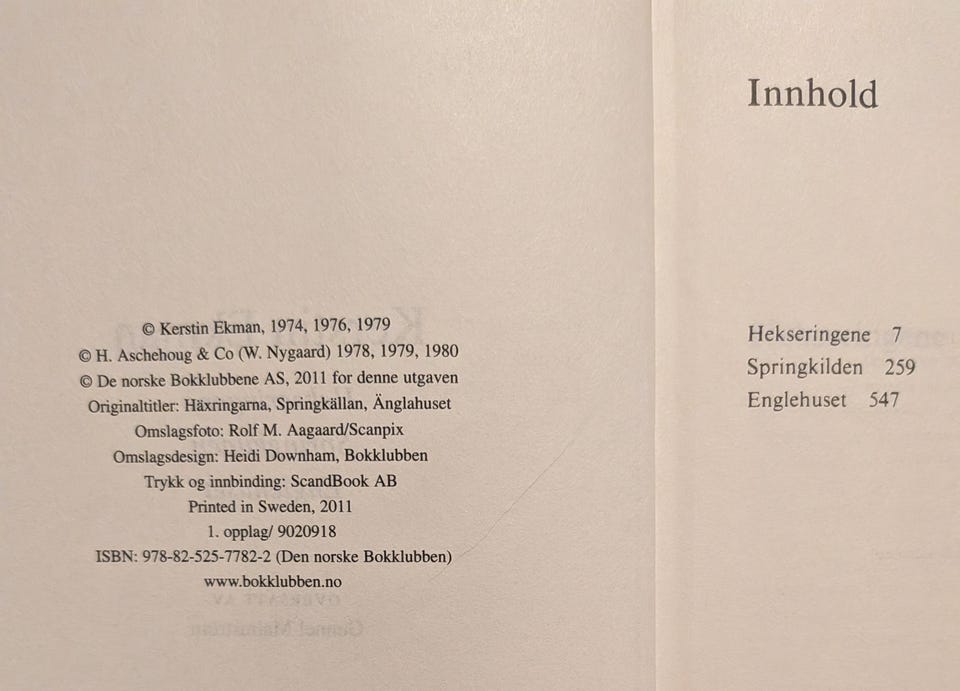 © Kerstin Ekman, 1974, 1976, 1979
© H. Aschehoug & Co (W. Nygaard) 1978, 1979, 1980
© De norske Bokklubbene AS, 2011 for denne utgaven
Originaltitler: Häxringarna, Springkällan, Änglahuset
Omslagsfoto: Rolf M. Aagaard/Scanpix
Omslagsdesign: Heidi Downham, Bokklubben
Trykk og innbinding: ScandBook AB
Printed in Sweden, 2011
1. opplag/ 9020918
ISBN: 978-82-525-7782-2 (Den norske Bokklubben)
www.bokklubben.no
Innhold
Hekseringene 7
Springkilden 259
Englehuset 547